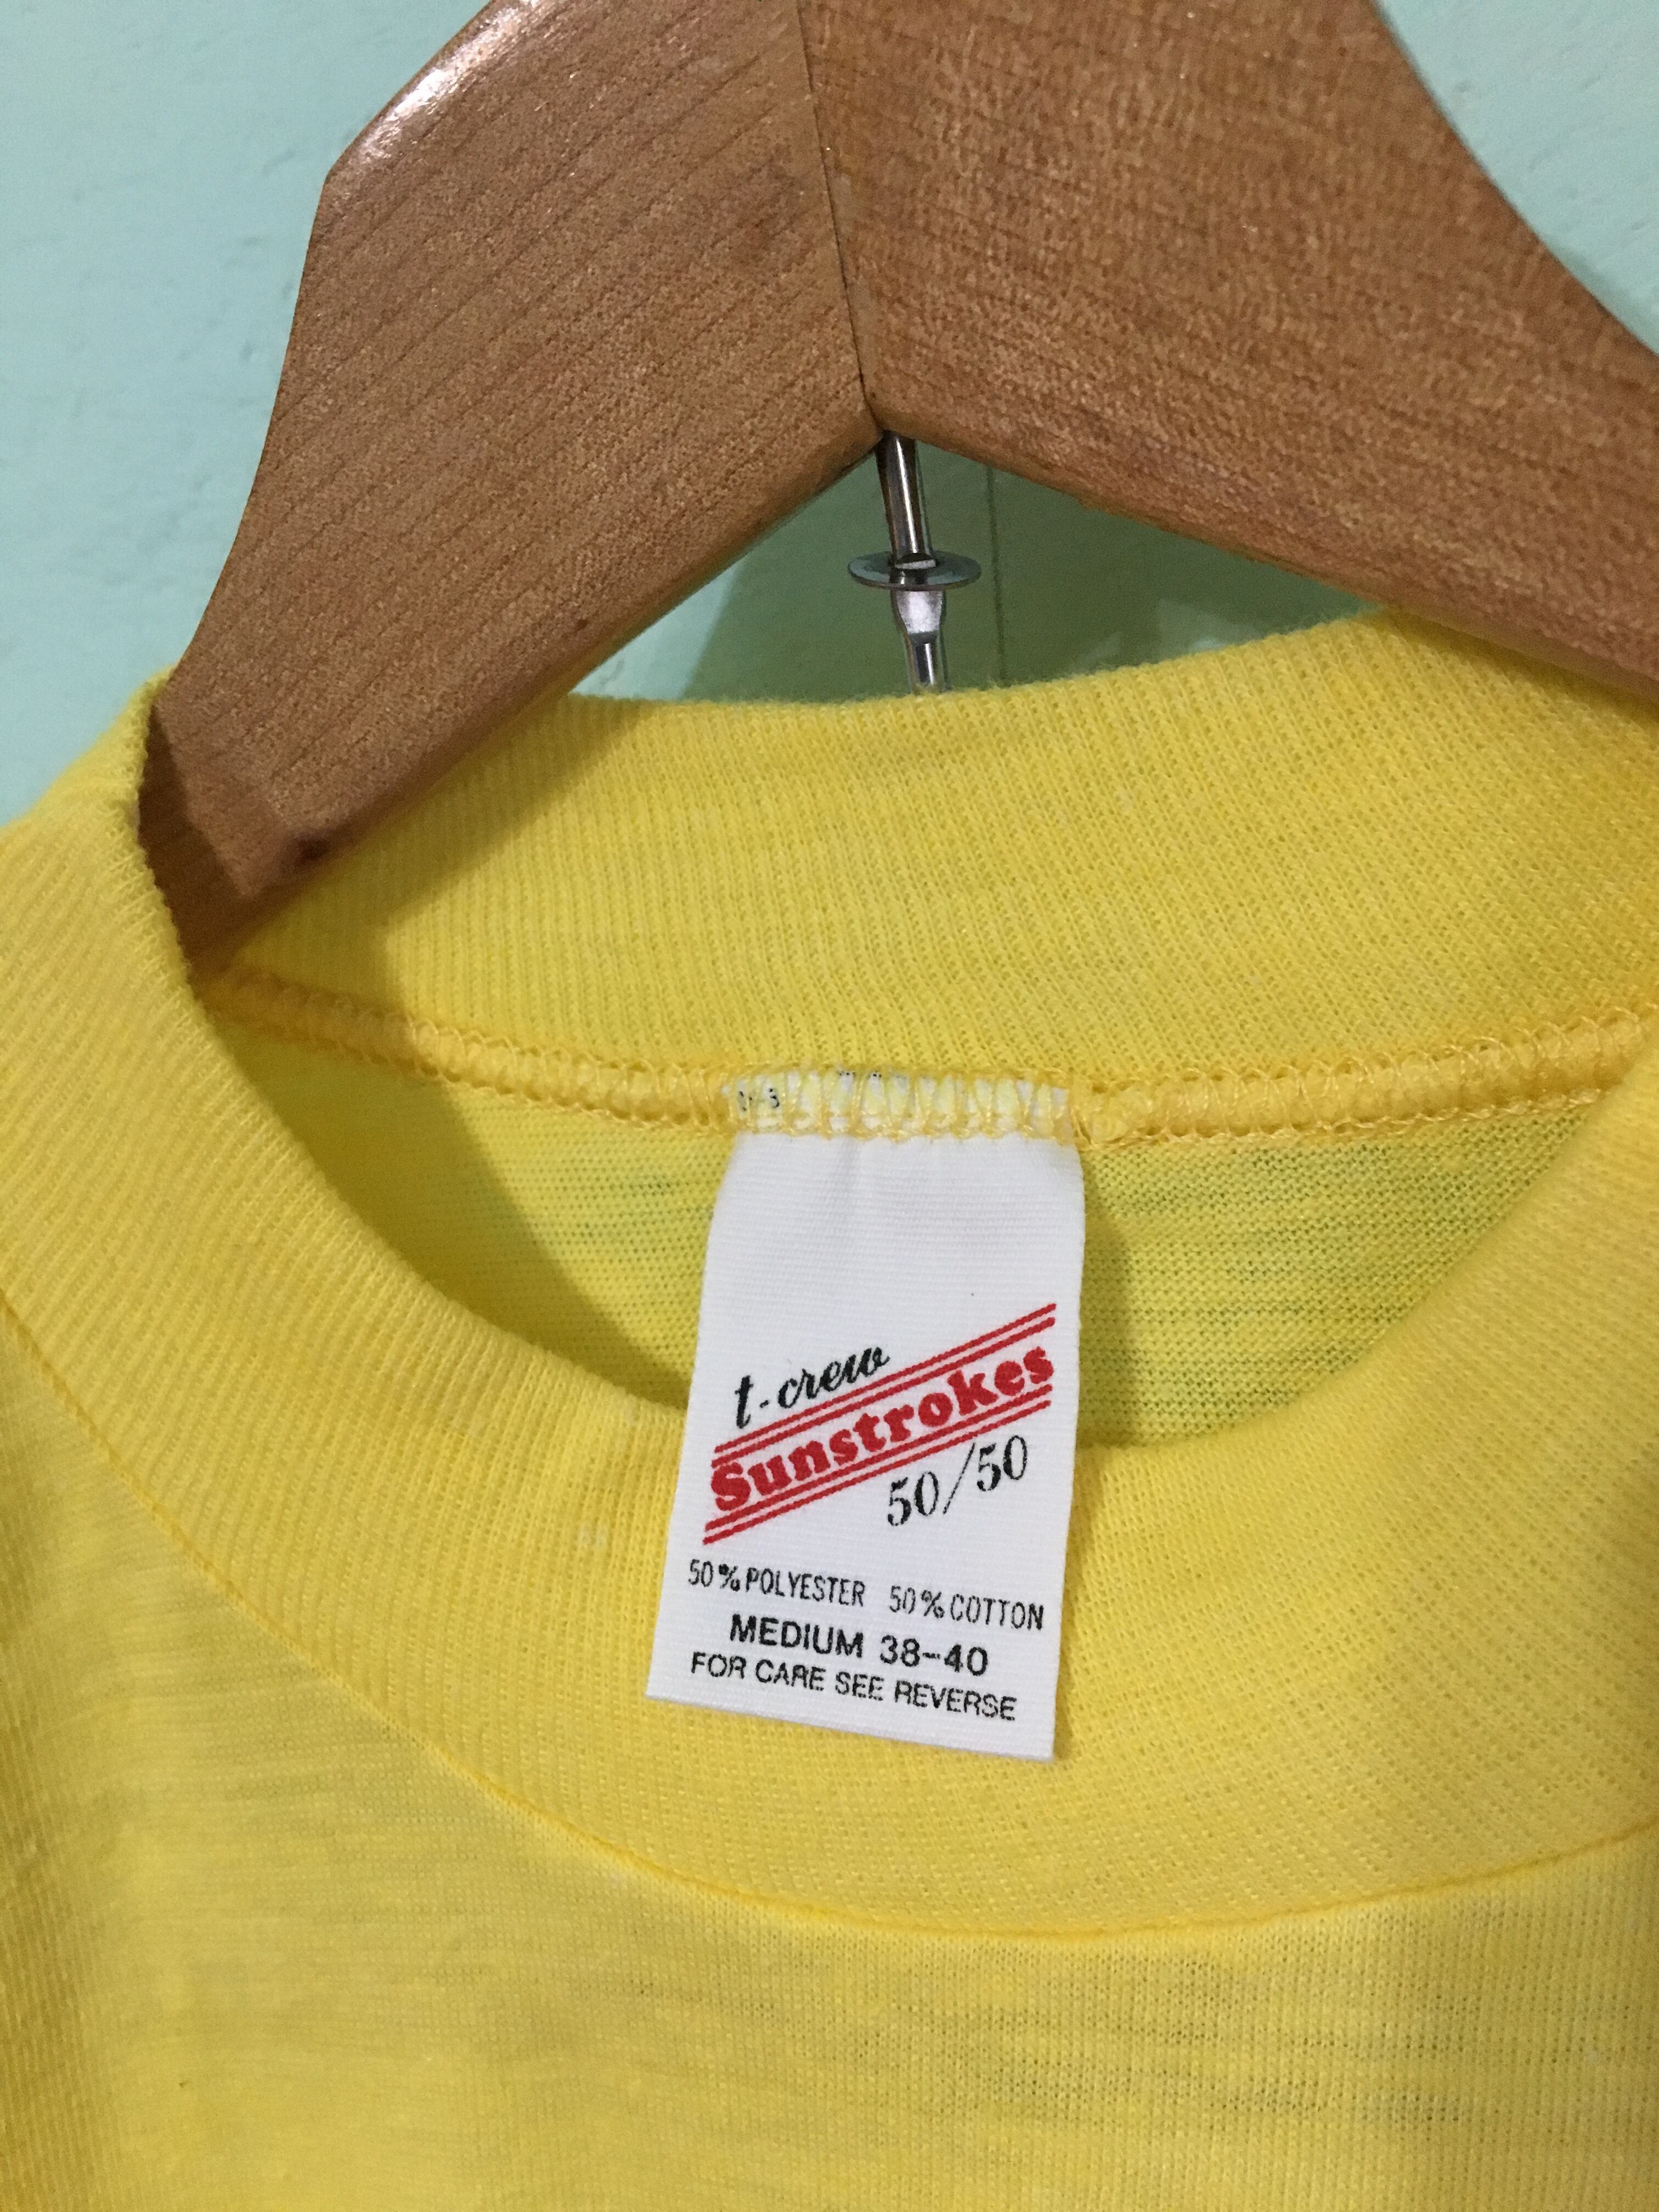 t-crew
Sunstrokes
50/50
50% POLYESTER 50% COTTON
MEDIUM 38-40
FOR CARE SEE REVERSE